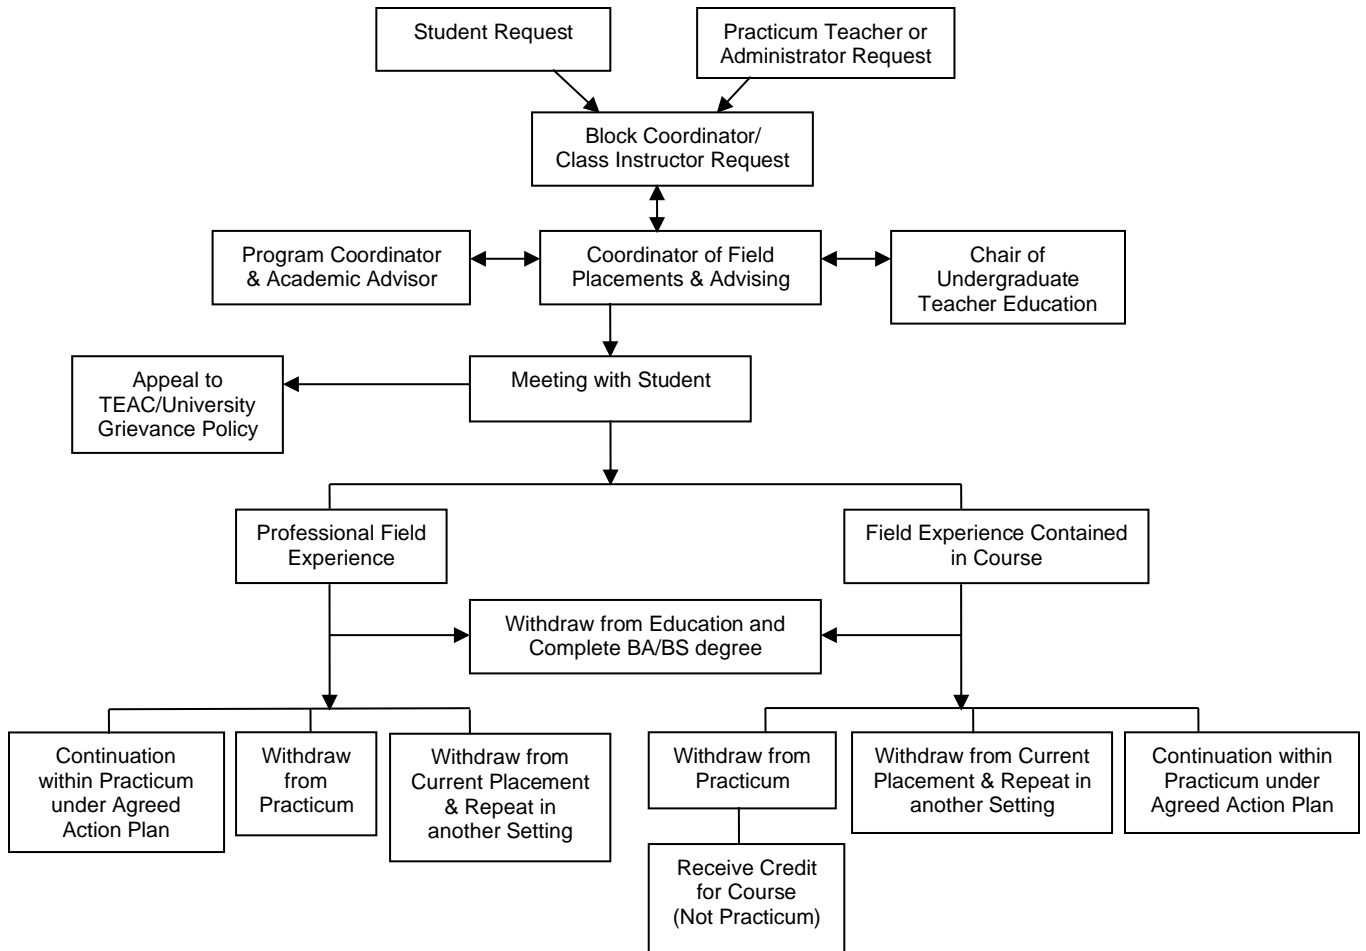 Student Request
Practicum Teacher or
Administrator Request
Block Coordinator/
Class Instructor Request
Program Coordinator
& Academic Advisor
Coordinator of Field
Placements & Advising
Chair of
Undergraduate
Teacher Education
Appeal to
TEAC/University
Grievance Policy
Meeting with Student
Professional Field
Experience
Field Experience Contained
in Course
Withdraw from Education and
Complete BA/BS degree
Continuation
within Practicum
under Agreed
Action Plan
Withdraw
from
Practicum
Withdraw from
Current Placement
& Repeat in
another Setting
Withdraw from
Practicum
Withdraw from Current
Placement & Repeat in
another Setting
Continuation within
Practicum under
Agreed Action Plan
Receive Credit
for Course
(Not Practicum)